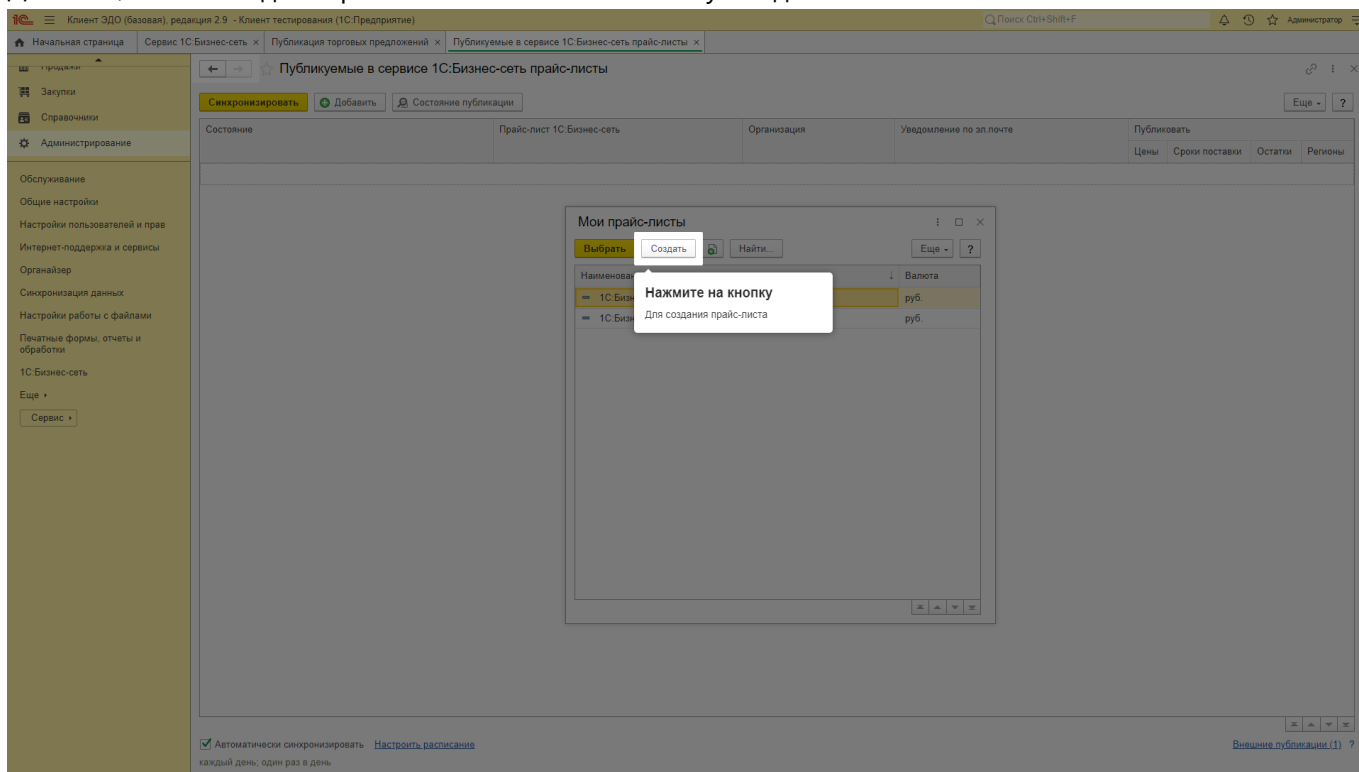 Клиент ЭДО (базовая), редакция 2.9 - Клиент тестирования (1С:Предприятие)
Поиск Ctrl+Shift+F
Администратор
Начальная страница
Сервис 1С:Бизнес-сеть ×
Публикация торговых предложений ×
Публикуемые в сервисе 1С:Бизнес-сеть прайс-листы ×
Продажи
Закупки
Справочники
Администрирование
Обслуживание
Общие настройки
Настройки пользователей и прав
Интернет-поддержка и сервисы
Органайзер
Синхронизация данных
Настройки работы с файлами
Печатные формы, отчеты и
обработки
1С:Бизнес-сеть
Еще
Сервис
Публикуемые в сервисе 1С:Бизнес-сеть прайс-листы
Синхронизировать
Добавить
Состояние публикации
Еще
?
Состояние
Прайс-лист 1С:Бизнес-сеть
Организация
Уведомление по эл.почте
Публиковать
Цены
Сроки поставки
Остатки
Регионы
Мои прайс-листы
Выбрать
Создать
Найти...
Еще
?
Валюта
1С:Бизн
руб.
1С:Бизн
руб.
Нажмите на кнопку
Для создания прайс-листа
Автоматически синхронизировать
Настроить расписание
каждый день; один раз в день
Внешние публикации (1)
?